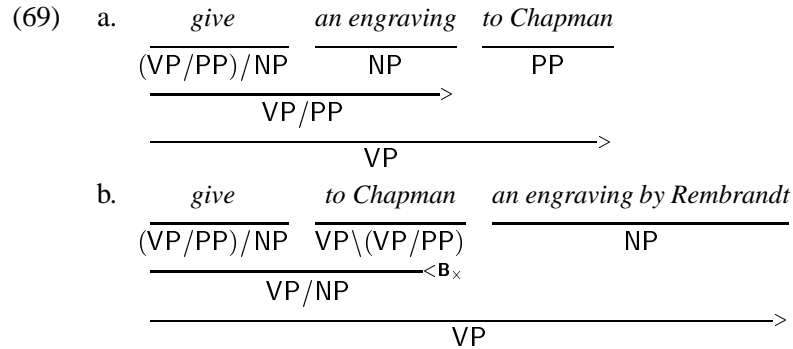 (69) a. give an engraving to Chapman
(VP/PP)/NP NP PP
>
VP/PP
>
VP
b. give to Chapman an engraving by Rembrandt
(VP/PP)/NP VP\(VP/PP) NP
<B×
VP/NP
>
VP